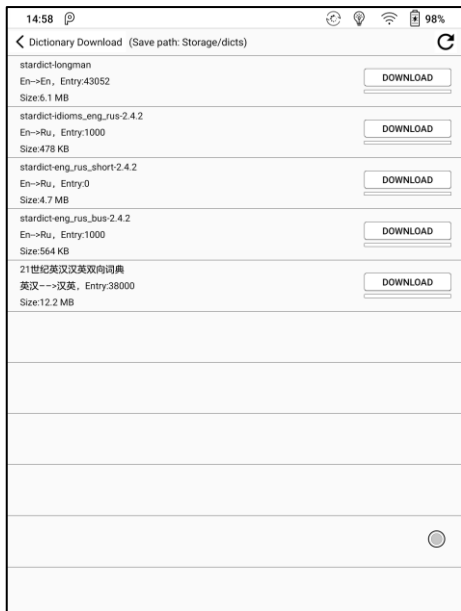 14:58 98%
Dictionary Download (Save path: Storage/dicts)
stardict-longman
En-->En, Entry:43052
Size:6.1 MB
DOWNLOAD
stardict-idioms_eng_rus-2.4.2
En-->Ru, Entry:1000
Size:478 KB
DOWNLOAD
stardict-eng_rus_short-2.4.2
En-->Ru, Entry:0
Size:4.7 MB
DOWNLOAD
stardict-eng_rus_bus-2.4.2
En-->Ru, Entry:1000
Size:564 KB
DOWNLOAD
21世纪英汉汉英双向词典
英汉-->汉英, Entry:38000
Size:12.2 MB
DOWNLOAD